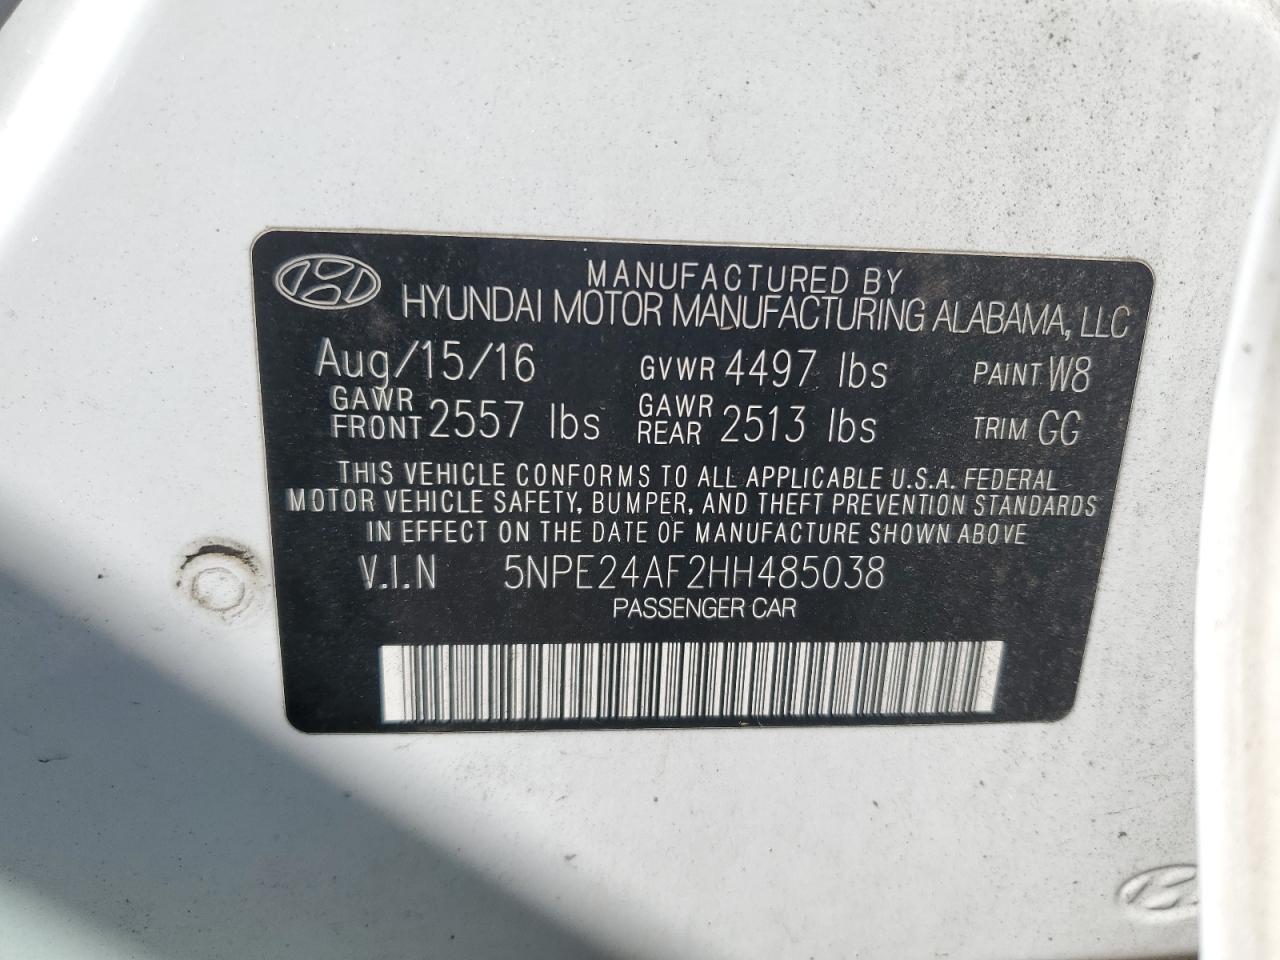 MANUFACTURED BY
HYUNDAI MOTOR MANUFACTURING ALABAMA, LLC
Aug/15/16 GVWR 4497 lbs PAINT W8
GAWR FRONT 2557 lbs GAWR REAR 2513 lbs TRIM GG
THIS VEHICLE CONFORMS TO ALL APPLICABLE U.S.A. FEDERAL
MOTOR VEHICLE SAFETY, BUMPER, AND THEFT PREVENTION STANDARDS
IN EFFECT ON THE DATE OF MANUFACTURE SHOWN ABOVE
V.I.N 5NPE24AF2HH485038
PASSENGER CAR